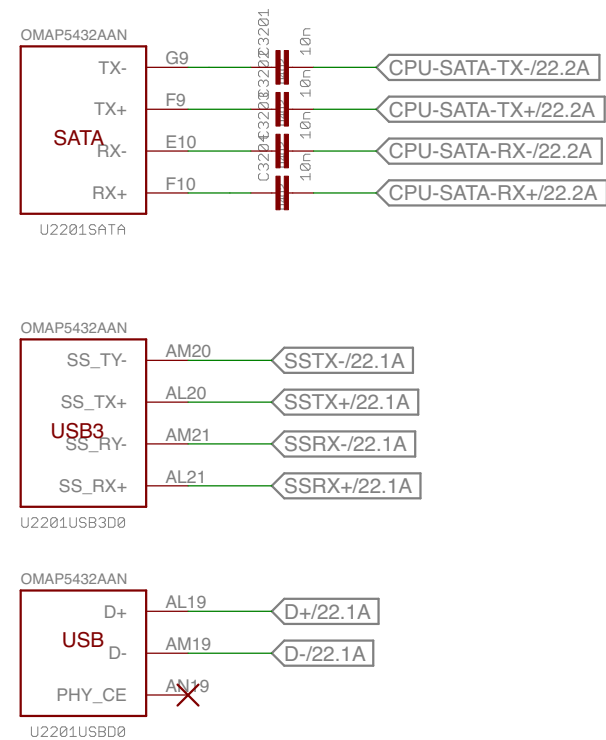 OMAP5432AAN
TX- G9 C3201 10n CPU-SATA-TX-/22.2A
TX+ F9 C3202 10n CPU-SATA-TX+/22.2A
SATA
RX- E10 C3203 10n CPU-SATA-RX-/22.2A
RX+ F10 C3204 10n CPU-SATA-RX+/22.2A
U2201SATA
OMAP5432AAN
SS_TY- AM20 SSTX-/22.1A
SS_TX+ AL20 SSTX+/22.1A
USB3
SS_RY- AM21 SSRX-/22.1A
SS_RX+ AL21 SSRX+/22.1A
U2201USB3D0
OMAP5432AAN
D+ AL19 D+/22.1A
USB
D- AM19 D-/22.1A
PHY_CE AN19
U2201USBD0